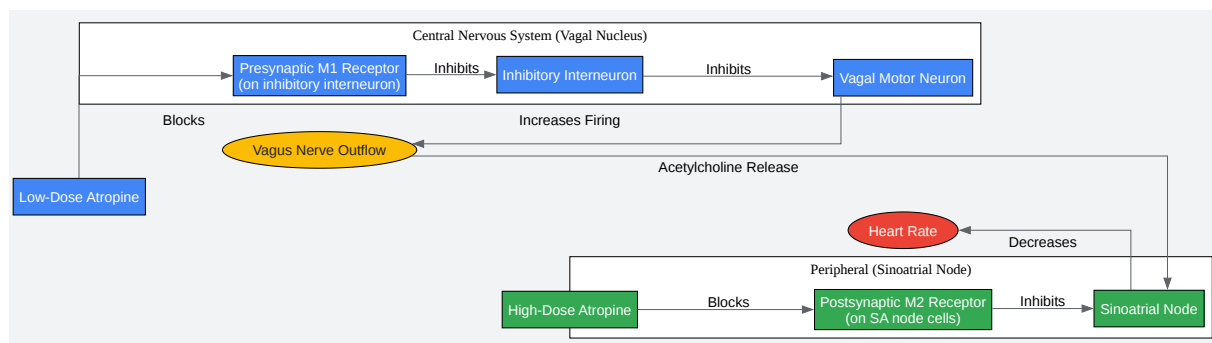 Central Nervous System (Vagal Nucleus)
Presynaptic M1 Receptor
(on inhibitory interneuron)
Inhibits
Inhibitory Interneuron
Inhibits
Vagal Motor Neuron
Blocks
Increases Firing
Vagus Nerve Outflow
Acetylcholine Release
Low-Dose Atropine
Heart Rate
Decreases
Peripheral (Sinoatrial Node)
High-Dose Atropine
Blocks
Postsynaptic M2 Receptor
(on SA node cells)
Inhibits
Sinoatrial Node